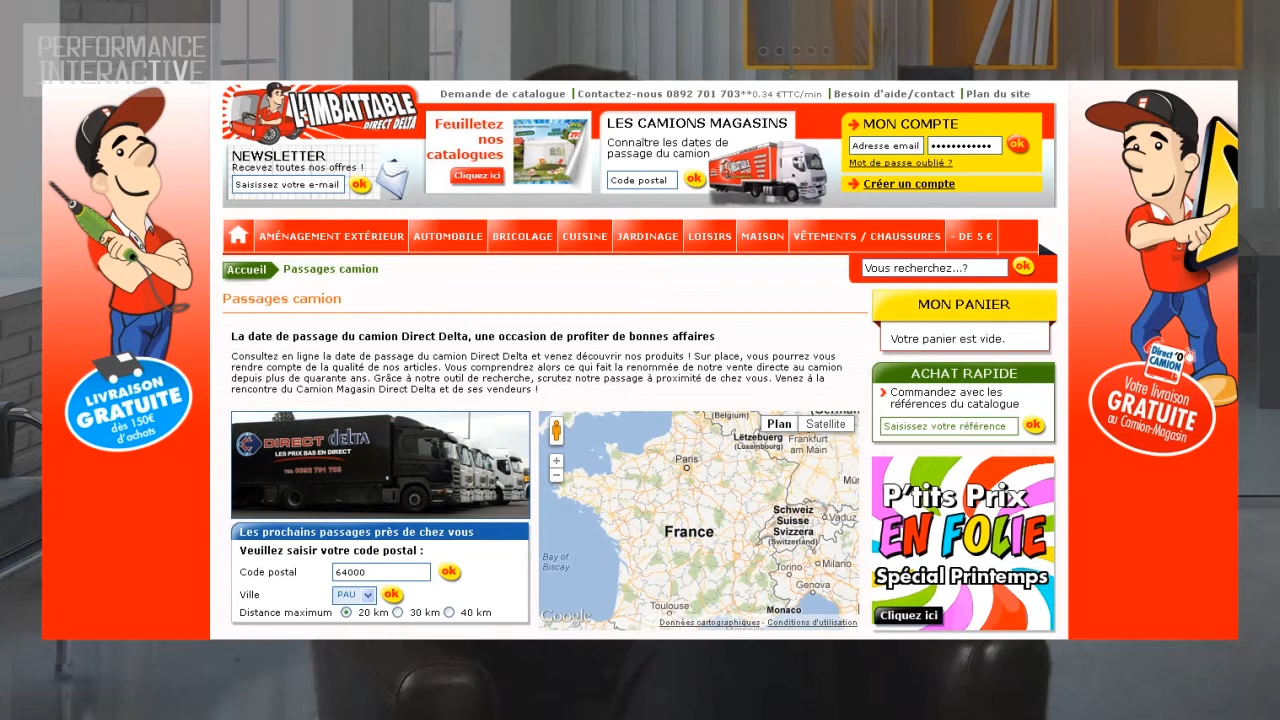 PERFORMANCE
INTERACTIVE
L'IMBATTABLE
DIRECT DELTA
Demande de catalogue
Contactez-nous 0892 701 703**0.34 €TTC/min
Besoin d'aide/contact
Plan du site
NEWSLETTER
Recevez toutes nos offres !
Saisissez votre e-mail
ok
Feuilletez
nos
catalogues
Cliquez ici
LES CAMIONS MAGASINS
Connaître les dates de
passage du camion
Code postal
ok
MON COMPTE
Adresse email
••••••••••••
ok
Mot de passe oublié ?
Créer un compte
AMÉNAGEMENT EXTÉRIEUR
AUTOMOBILE
BRICOLAGE
CUISINE
JARDINAGE
LOISIRS
MAISON
VÊTEMENTS / CHAUSSURES
- DE 5 €
Accueil
Passages camion
Vous recherchez...?
ok
Passages camion
La date de passage du camion Direct Delta, une occasion de profiter de bonnes affaires
Consultez en ligne la date de passage du camion Direct Delta et venez découvrir nos produits ! Sur place, vous pourrez vous
rendre compte de la qualité de nos articles. Vous comprendrez alors ce qui fait la renommée de notre vente directe au camion
depuis plus de quarante ans. Grâce à notre outil de recherche, scrutez notre passage à proximité de chez vous. Venez à la
rencontre du Camion Magasin Direct Delta et de ses vendeurs !
DIRECT delta
LES PRIX BAS EN DIRECT
Tél: 0892 701 703
Les prochains passages près de chez vous
Veuillez saisir votre code postal :
Code postal
64000
ok
Ville
PAU
ok
Distance maximum
20 km
30 km
40 km
(Belgium)
Plan
Satellite
Lëtzebuerg
(Luxembourg)
Frankfurt
am Main
Paris
France
Schweiz
Suisse
Svizzera
(Switzerland)
Vaduz
Bay of
Biscay
Torino
Milano
Genova
Toulouse
Monaco
Google
Données cartographiques - Conditions d'utilisation
MON PANIER
Votre panier est vide.
ACHAT RAPIDE
Commandez avec les
références du catalogue
Saisissez votre référence
ok
P'tits Prix
EN FOLIE
Spécial Printemps
Cliquez ici
LIVRAISON
GRATUITE
dès 150€
d'achats
Direct 'O
CAMION
Votre livraison
GRATUITE
au Camion-Magasin